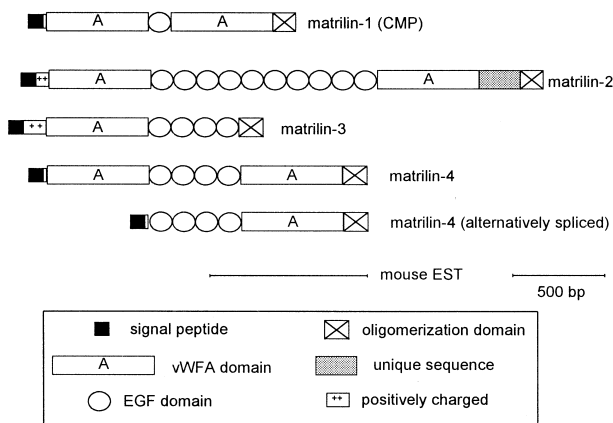 A A matrilin-1 (CMP)
++ A A matrilin-2
++ A matrilin-3
A A matrilin-4
A matrilin-4 (alternatively spliced)
mouse EST
500 bp
signal peptide oligomerization domain
A vWFA domain unique sequence
EGF domain ++ positively charged